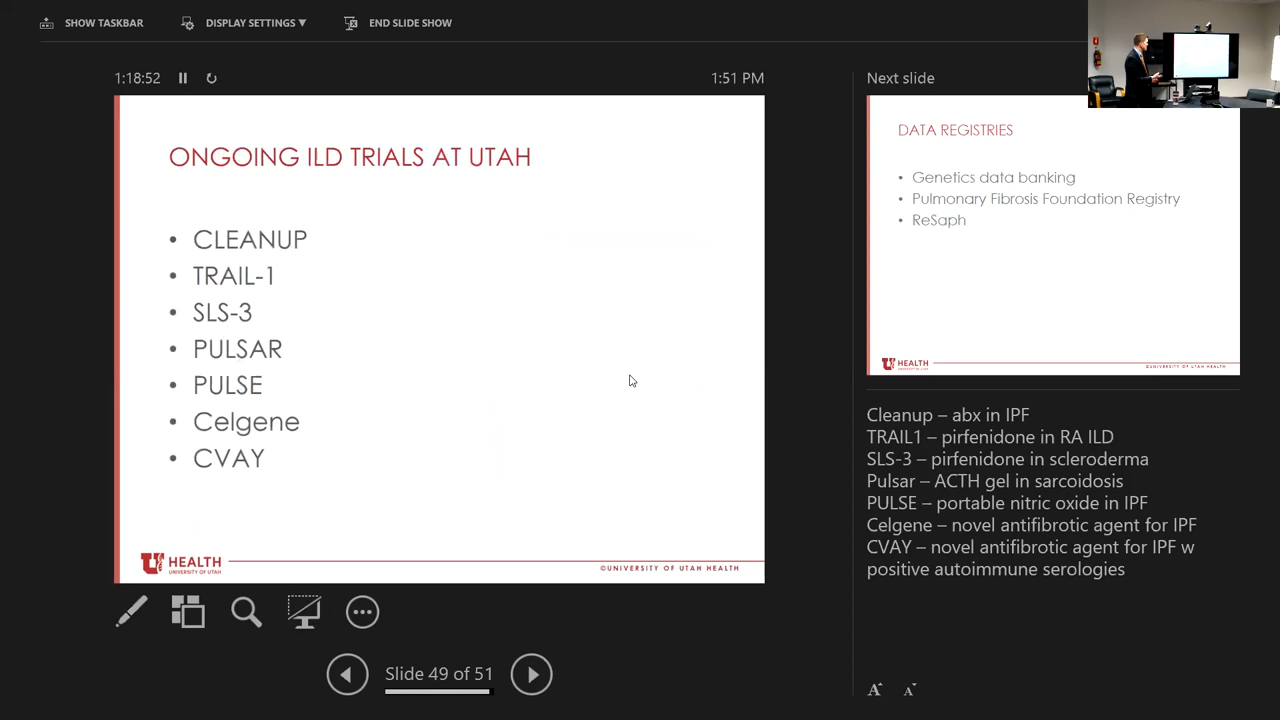 SHOW TASKBAR
DISPLAY SETTINGS ▼
END SLIDE SHOW
1:18:52
1:51 PM
ONGOING ILD TRIALS AT UTAH
• CLEANUP
• TRAIL-1
• SLS-3
• PULSAR
• PULSE
• Celgene
• CVAY
U HEALTH
UNIVERSITY OF UTAH
©UNIVERSITY OF UTAH HEALTH
Slide 49 of 51
Next slide
DATA REGISTRIES
• Genetics data banking
• Pulmonary Fibrosis Foundation Registry
• ReSaph
U HEALTH
UNIVERSITY OF UTAH
©UNIVERSITY OF UTAH HEALTH
Cleanup – abx in IPF
TRAIL1 – pirfenidone in RA ILD
SLS-3 – pirfenidone in scleroderma
Pulsar – ACTH gel in sarcoidosis
PULSE – portable nitric oxide in IPF
Celgene – novel antifibrotic agent for IPF
CVAY – novel antifibrotic agent for IPF w
positive autoimmune serologies
A A